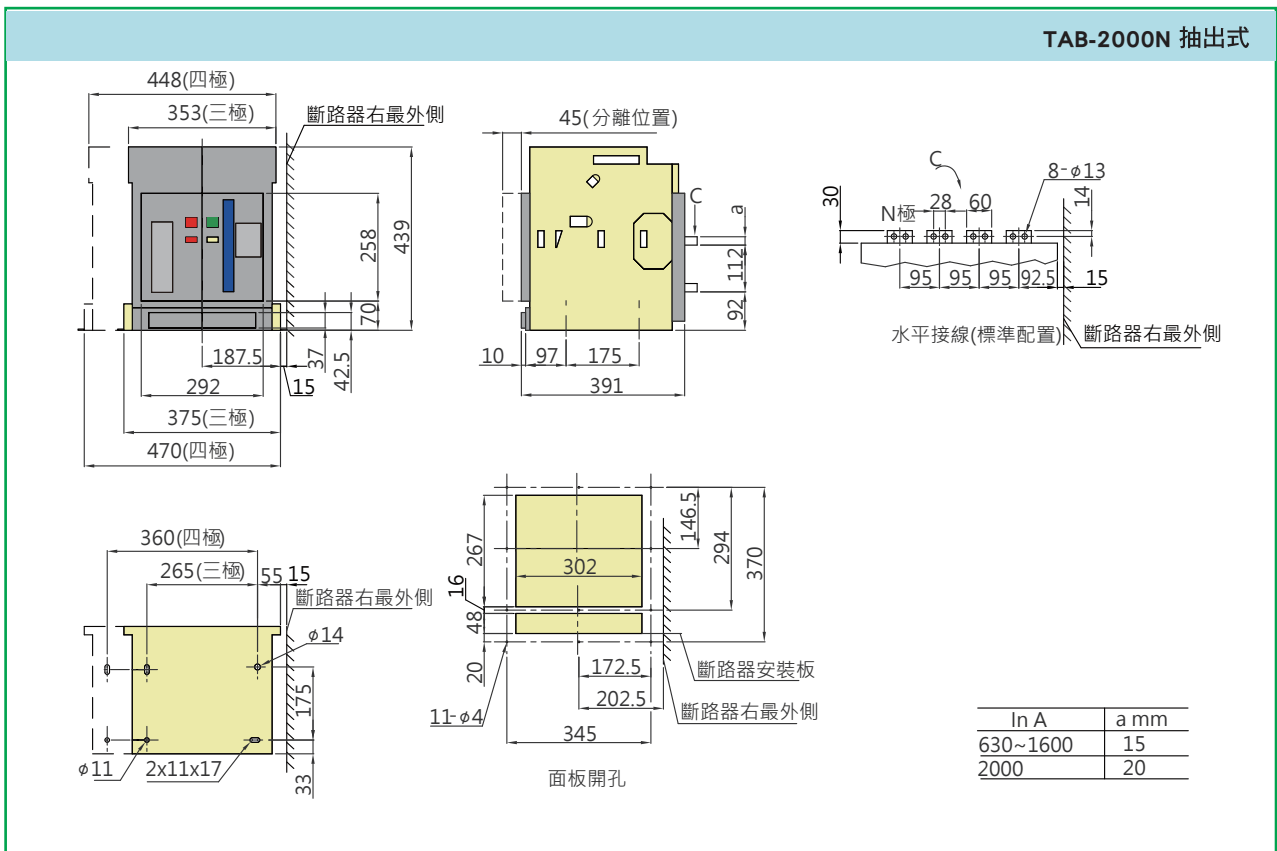 TAB-2000N 抽出式
448(四極)
353(三極)
斷路器右最外側
258
439
70
187.5
37
42.5
15
292
375(三極)
470(四極)
45(分離位置)
C
a
112
92
10
97
175
391
C
8-ø13
30
N極
28
60
14
95
95
95
92.5
15
水平接線(標準配置)
斷路器右最外側
360(四極)
265(三極)
55
15
斷路器右最外側
ø14
175
ø11
2x11x17
33
146.5
294
370
267
302
16
48
20
172.5
斷路器安裝板
202.5
斷路器右最外側
11-ø4
345
面板開孔
In A a mm
630~1600 15
2000 20